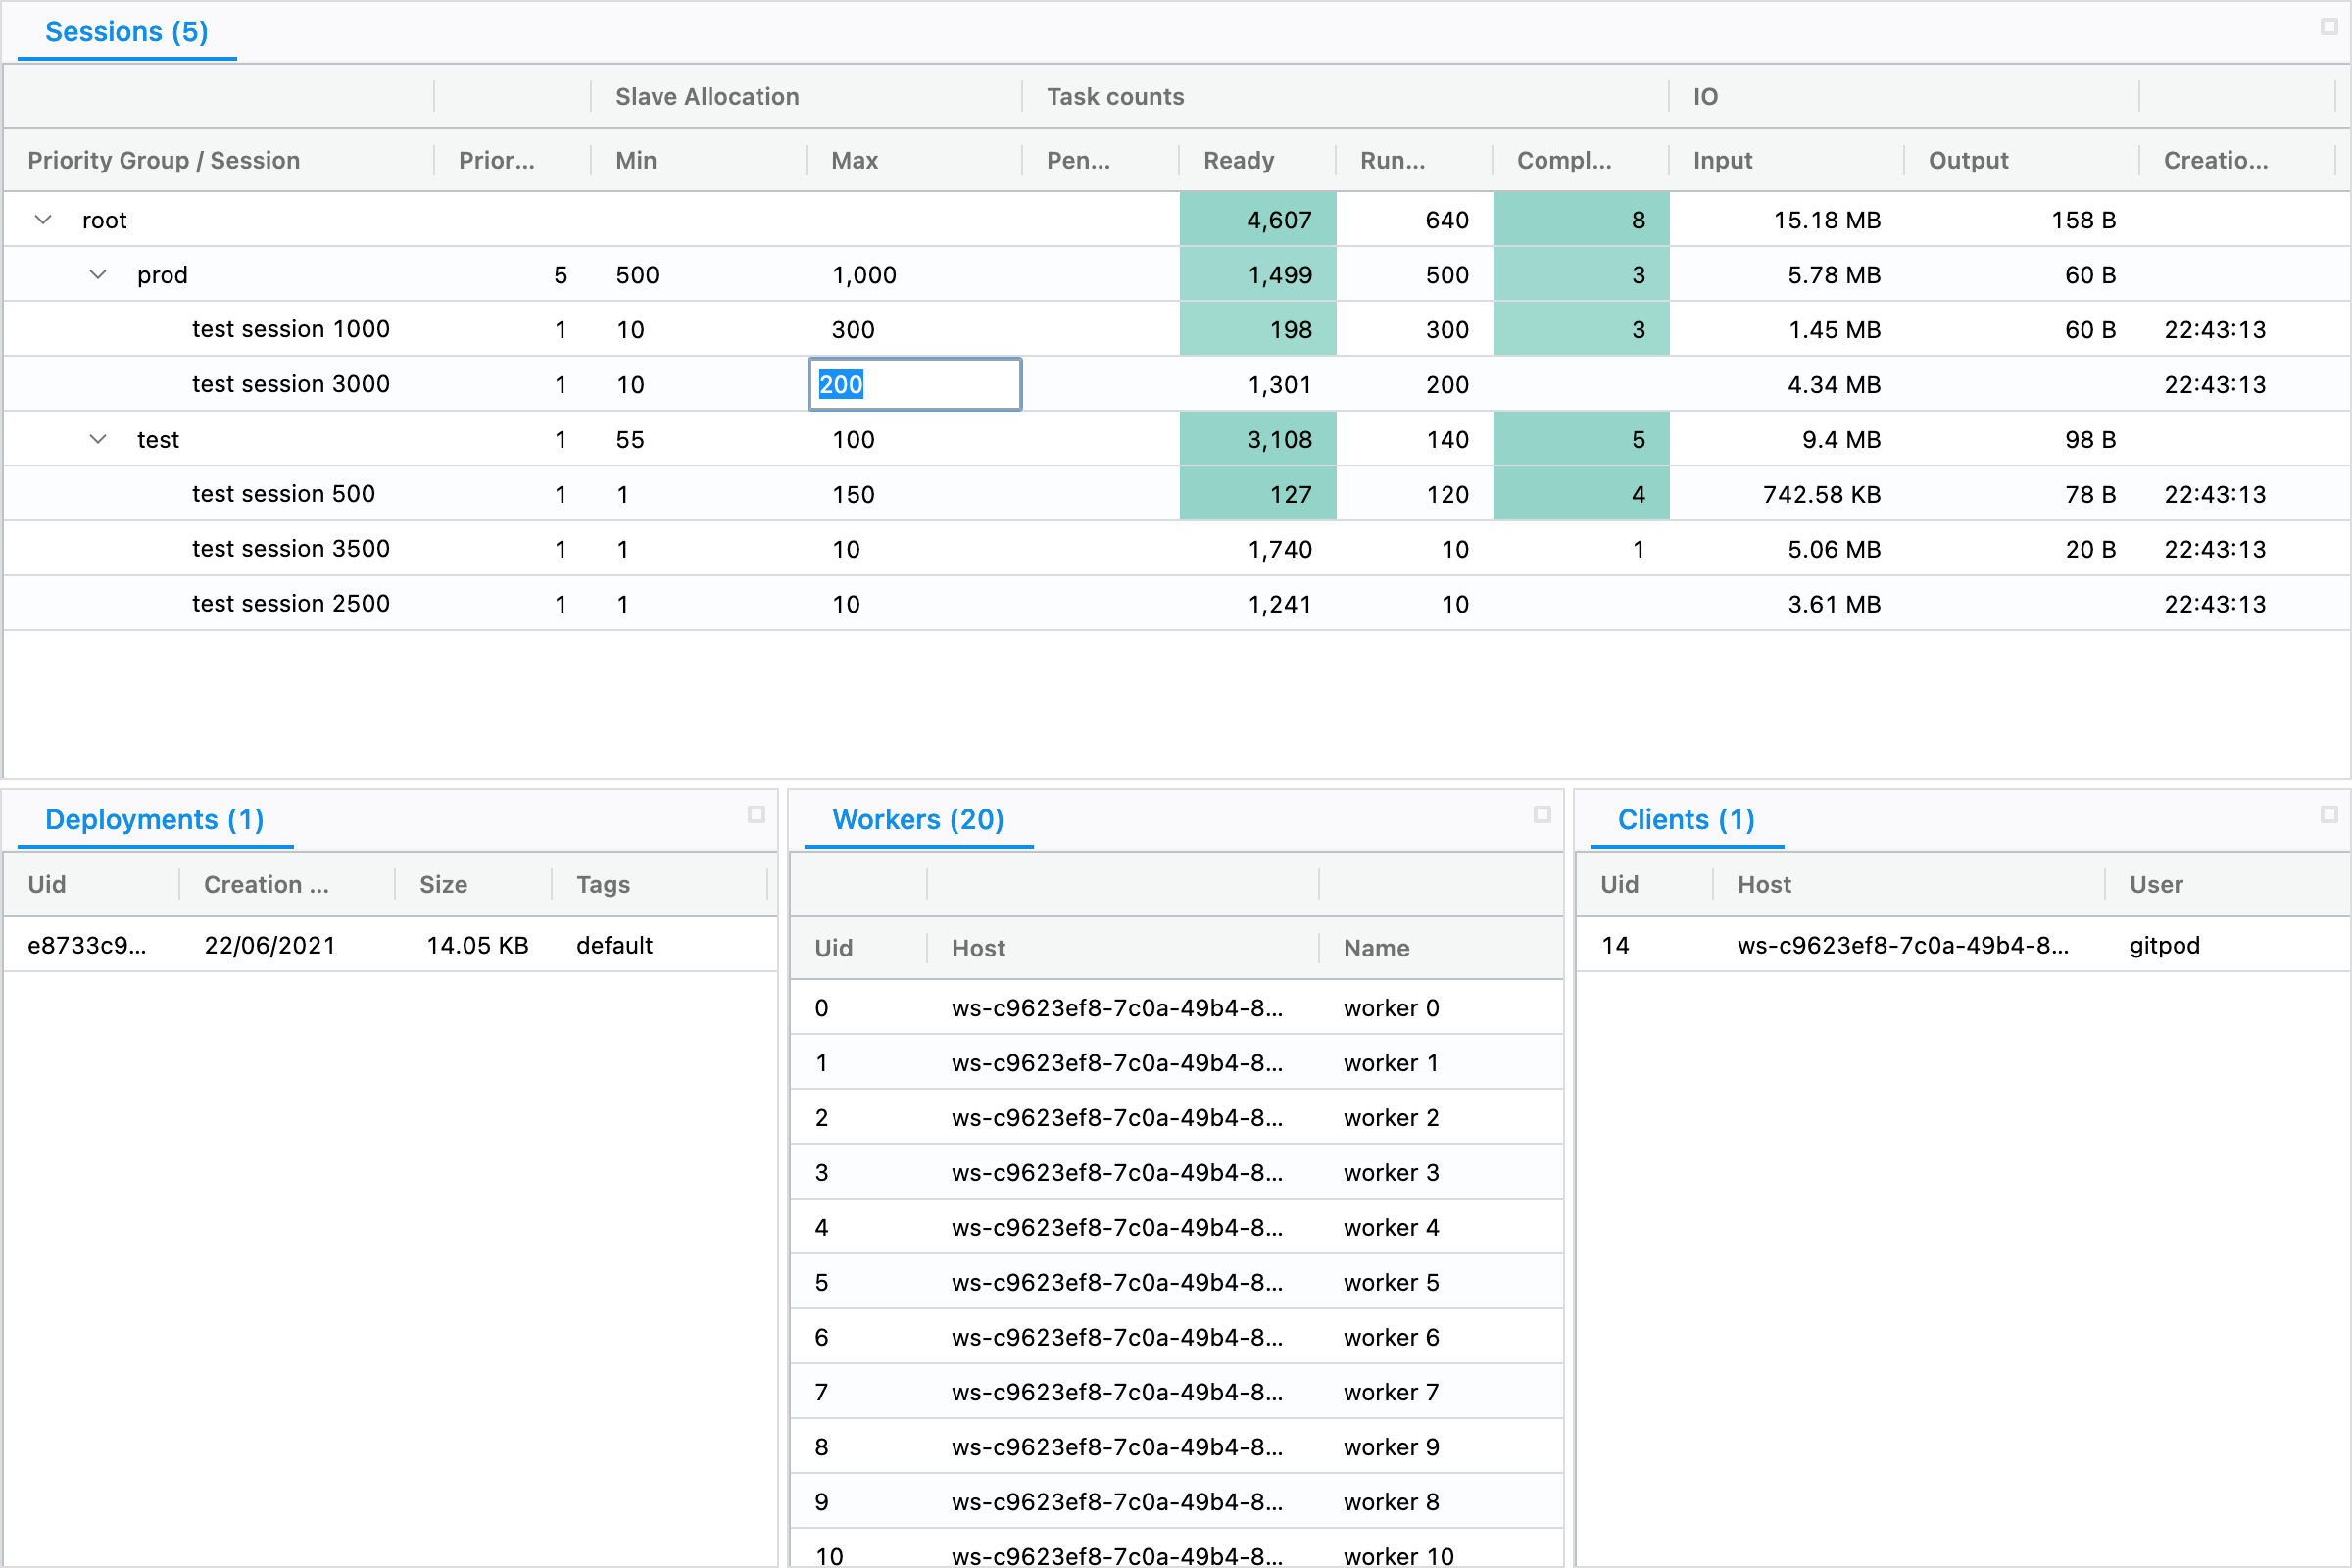 Sessions (5)
Slave Allocation Task counts IO
Priority Group / Session Prior... Min Max Pen... Ready Run... Compl... Input Output Creatio...
root 4,607 640 8 15.18 MB 158 B
prod 5 500 1,000 1,499 500 3 5.78 MB 60 B
test session 1000 1 10 300 198 300 3 1.45 MB 60 B 22:43:13
test session 3000 1 10 200 1,301 200 4.34 MB 22:43:13
test 1 55 100 3,108 140 5 9.4 MB 98 B
test session 500 1 1 150 127 120 4 742.58 KB 78 B 22:43:13
test session 3500 1 1 10 1,740 10 1 5.06 MB 20 B 22:43:13
test session 2500 1 1 10 1,241 10 3.61 MB 22:43:13
Deployments (1)
Uid Creation ... Size Tags
e8733c9... 22/06/2021 14.05 KB default
Workers (20)
Uid Host Name
0 ws-c9623ef8-7c0a-49b4-8... worker 0
1 ws-c9623ef8-7c0a-49b4-8... worker 1
2 ws-c9623ef8-7c0a-49b4-8... worker 2
3 ws-c9623ef8-7c0a-49b4-8... worker 3
4 ws-c9623ef8-7c0a-49b4-8... worker 4
5 ws-c9623ef8-7c0a-49b4-8... worker 5
6 ws-c9623ef8-7c0a-49b4-8... worker 6
7 ws-c9623ef8-7c0a-49b4-8... worker 7
8 ws-c9623ef8-7c0a-49b4-8... worker 9
9 ws-c9623ef8-7c0a-49b4-8... worker 8
10 ws-c9623ef8-7c0a-49b4-8... worker 10
Clients (1)
Uid Host User
14 ws-c9623ef8-7c0a-49b4-8... gitpod